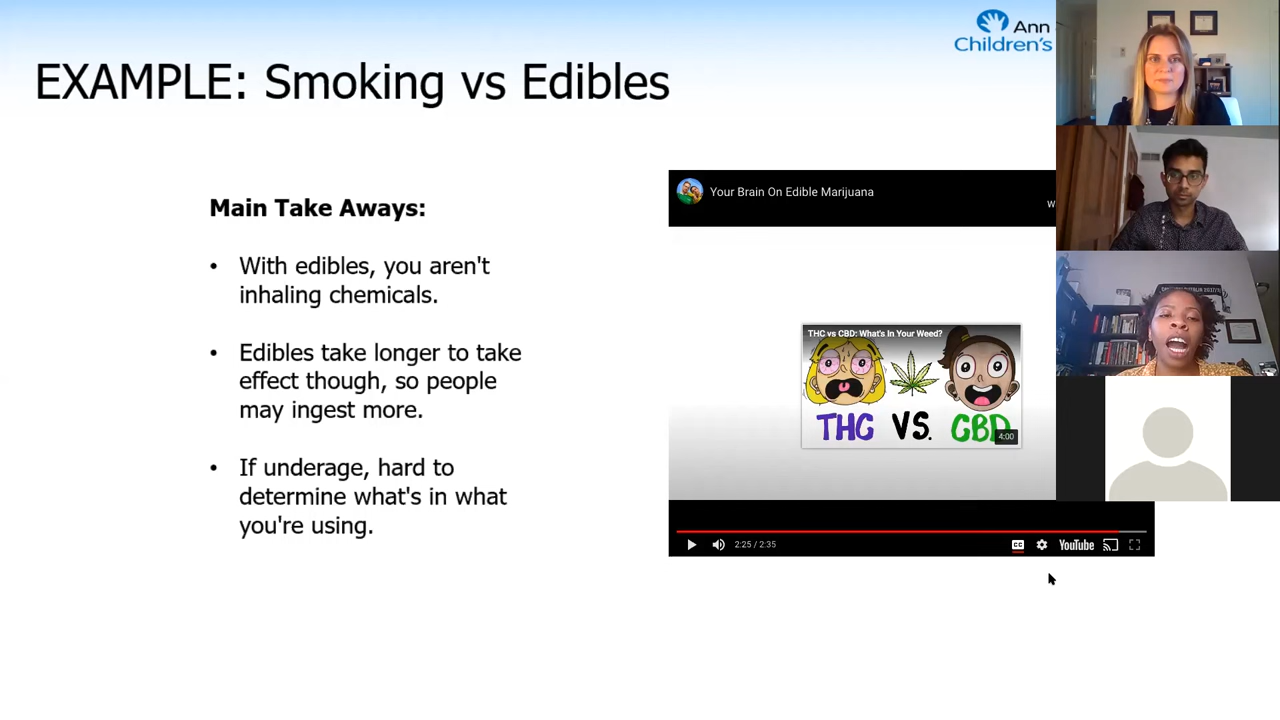 EXAMPLE: Smoking vs Edibles
Ann
Children's
Main Take Aways:
• With edibles, you aren't
inhaling chemicals.
• Edibles take longer to take
effect though, so people
may ingest more.
• If underage, hard to
determine what's in what
you're using.
Your Brain On Edible Marijuana
W
THC vs CBD: What's In Your Weed?
THC VS. CBD
4:00
2:25 / 2:35
CC
YouTube